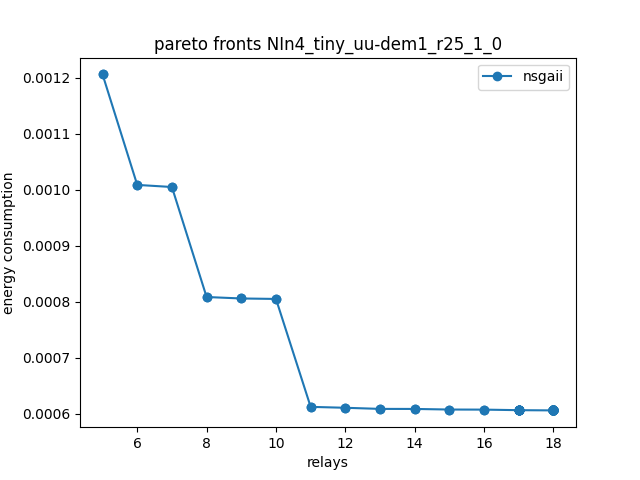 pareto fronts NIn4_tiny_uu-dem1_r25_1_0
nsgaii
0.0012
0.0011
0.0010
0.0009
0.0008
0.0007
0.0006
energy consumption
6 8 10 12 14 16 18
relays